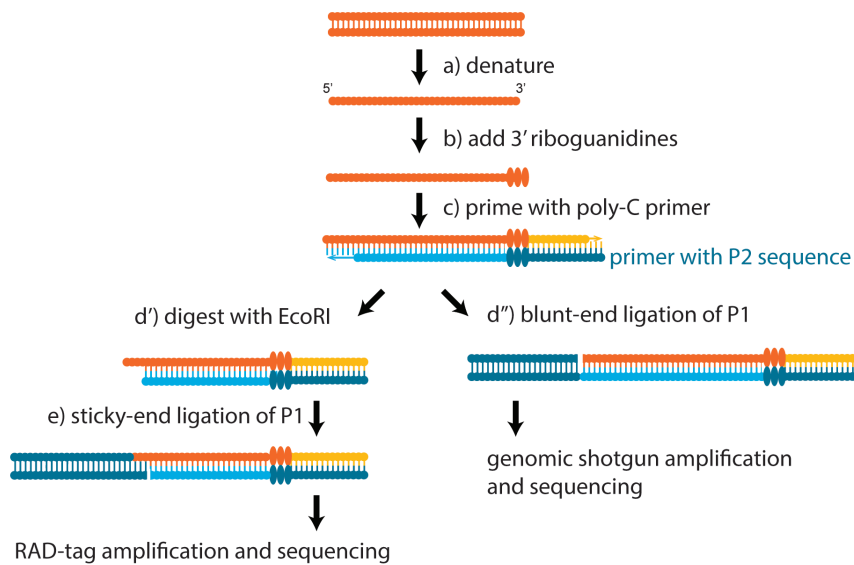 a) denature
5′ 3′
b) add 3′ riboguanidines
c) prime with poly-C primer
primer with P2 sequence
d′) digest with EcoRI
d″) blunt-end ligation of P1
e) sticky-end ligation of P1
genomic shotgun amplification
and sequencing
RAD-tag amplification and sequencing